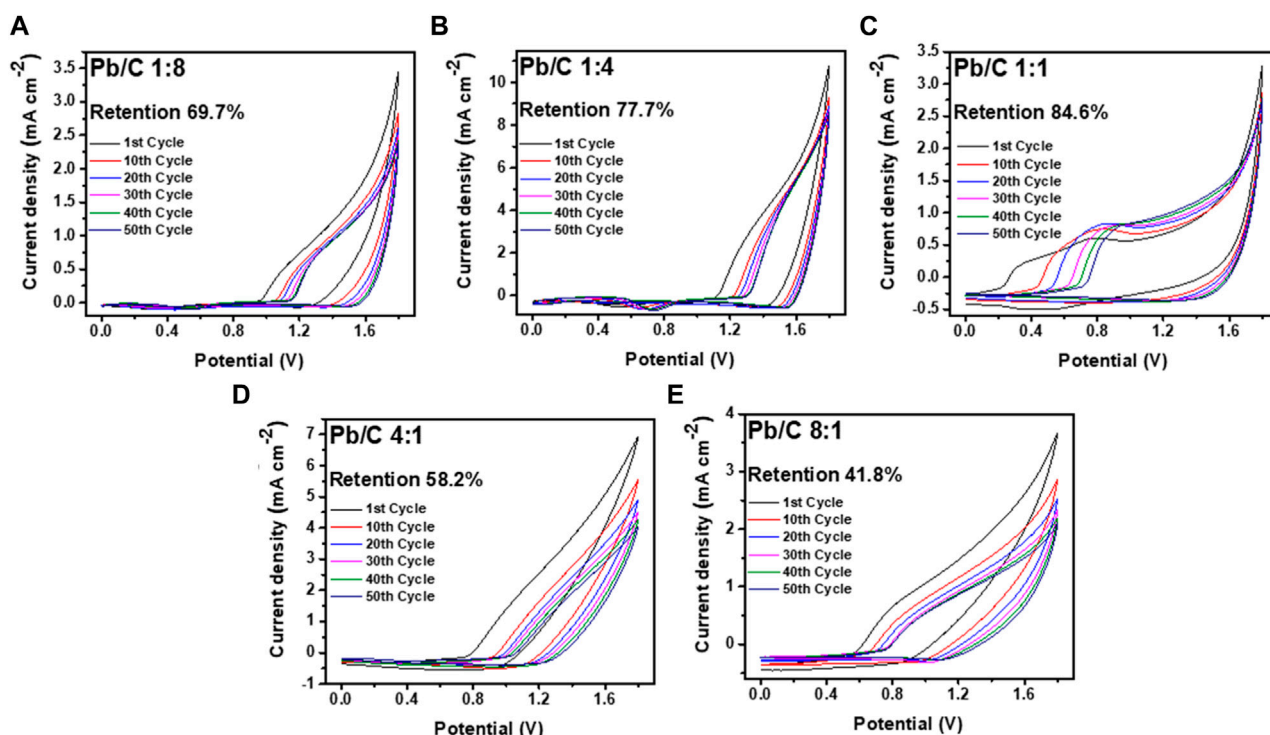 A
Pb/C 1:8
Retention 69.7%
1st Cycle
10th Cycle
20th Cycle
30th Cycle
40th Cycle
50th Cycle
3.5
3.0
2.5
2.0
1.5
1.0
0.5
0.0
0.0 0.4 0.8 1.2 1.6
Current density (mA cm⁻²)
Potential (V)
B
Pb/C 1:4
Retention 77.7%
1st Cycle
10th Cycle
20th Cycle
30th Cycle
40th Cycle
50th Cycle
10
8
6
4
2
0
0.0 0.4 0.8 1.2 1.6
Current density (mA cm⁻²)
Potential (V)
C
Pb/C 1:1
Retention 84.6%
1st Cycle
10th Cycle
20th Cycle
30th Cycle
40th Cycle
50th Cycle
3.5
3.0
2.5
2.0
1.5
1.0
0.5
0.0
-0.5
0.0 0.4 0.8 1.2 1.6
Current density (mA cm⁻²)
Potential (V)
D
Pb/C 4:1
Retention 58.2%
1st Cycle
10th Cycle
20th Cycle
30th Cycle
40th Cycle
50th Cycle
7
6
5
4
3
2
1
0
-1
0.0 0.4 0.8 1.2 1.6
Current density (mA cm⁻²)
Potential (V)
E
Pb/C 8:1
Retention 41.8%
1st Cycle
10th Cycle
20th Cycle
30th Cycle
40th Cycle
50th Cycle
4
3
2
1
0
0.0 0.4 0.8 1.2 1.6
Current density (mA cm⁻²)
Potential (V)